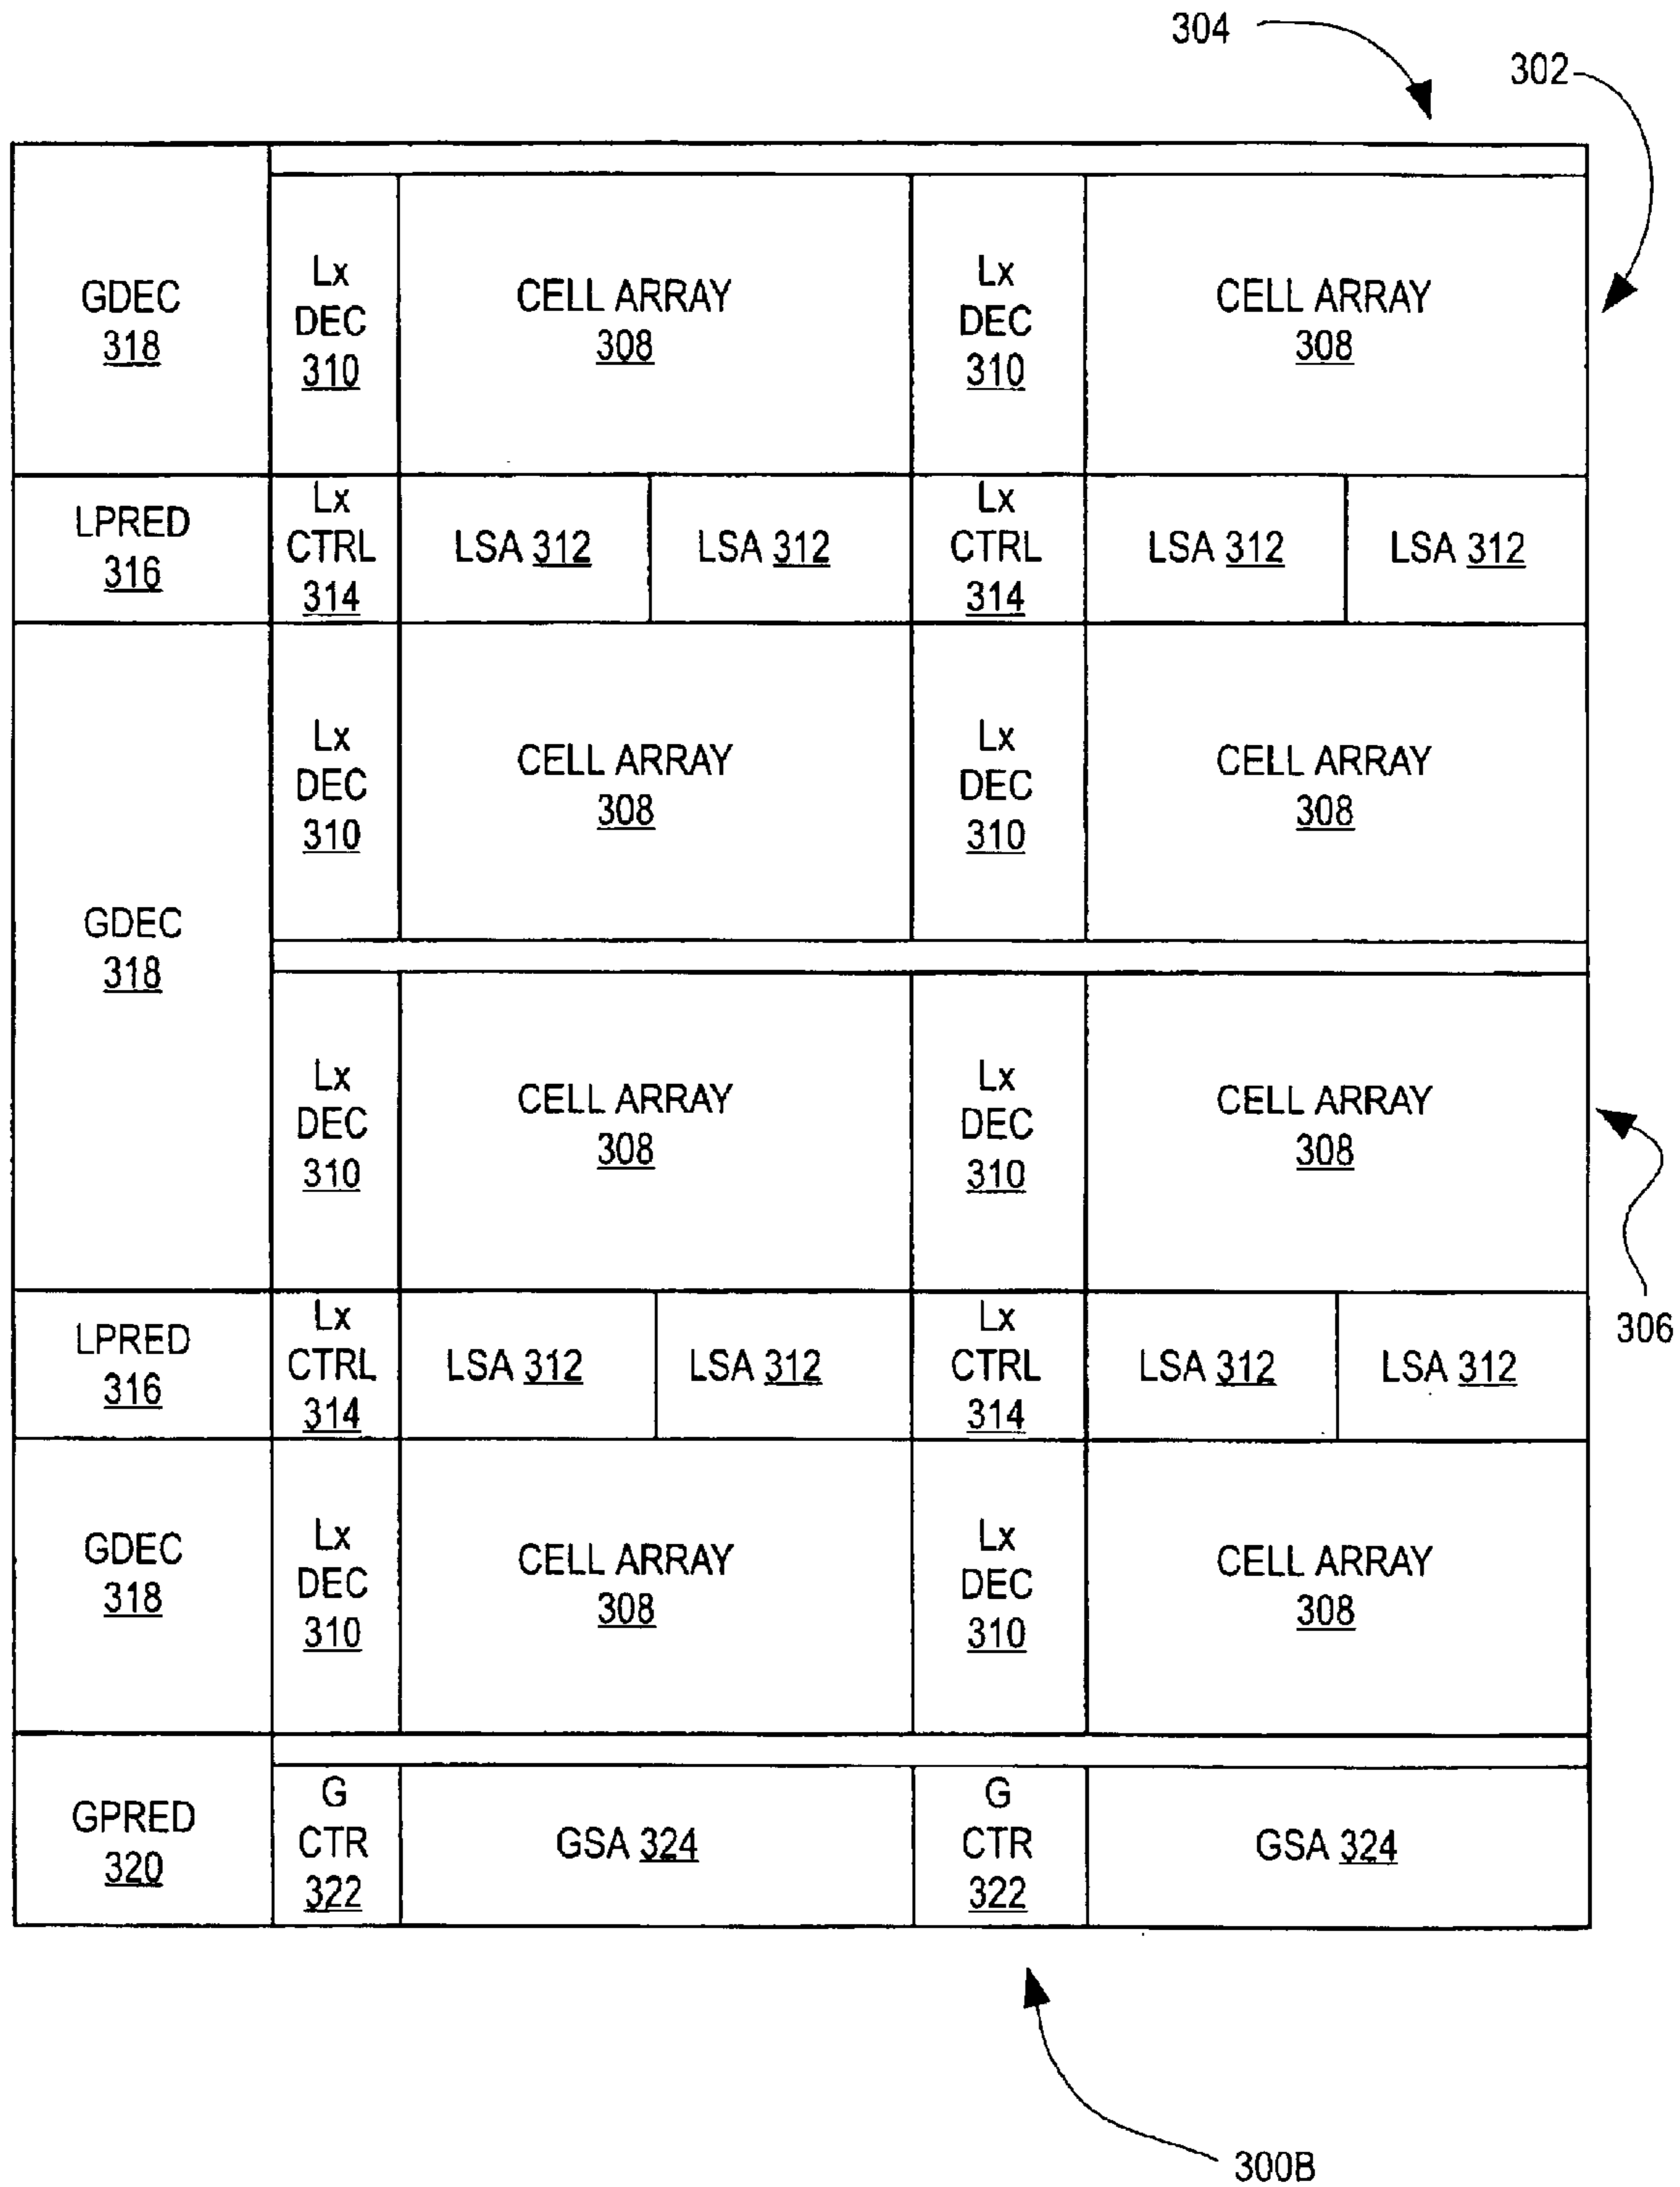 304
302
GDEC
318
Lx
DEC
310
CELL ARRAY
308
Lx
DEC
310
CELL ARRAY
308
LPRED
316
Lx
CTRL
314
LSA 312
LSA 312
Lx
CTRL
314
LSA 312
LSA 312
GDEC
318
Lx
DEC
310
CELL ARRAY
308
Lx
DEC
310
CELL ARRAY
308
Lx
DEC
310
CELL ARRAY
308
Lx
DEC
310
CELL ARRAY
308
306
LPRED
316
Lx
CTRL
314
LSA 312
LSA 312
Lx
CTRL
314
LSA 312
LSA 312
GDEC
318
Lx
DEC
310
CELL ARRAY
308
Lx
DEC
310
CELL ARRAY
308
GPRED
320
G
CTR
322
GSA 324
G
CTR
322
GSA 324
300B